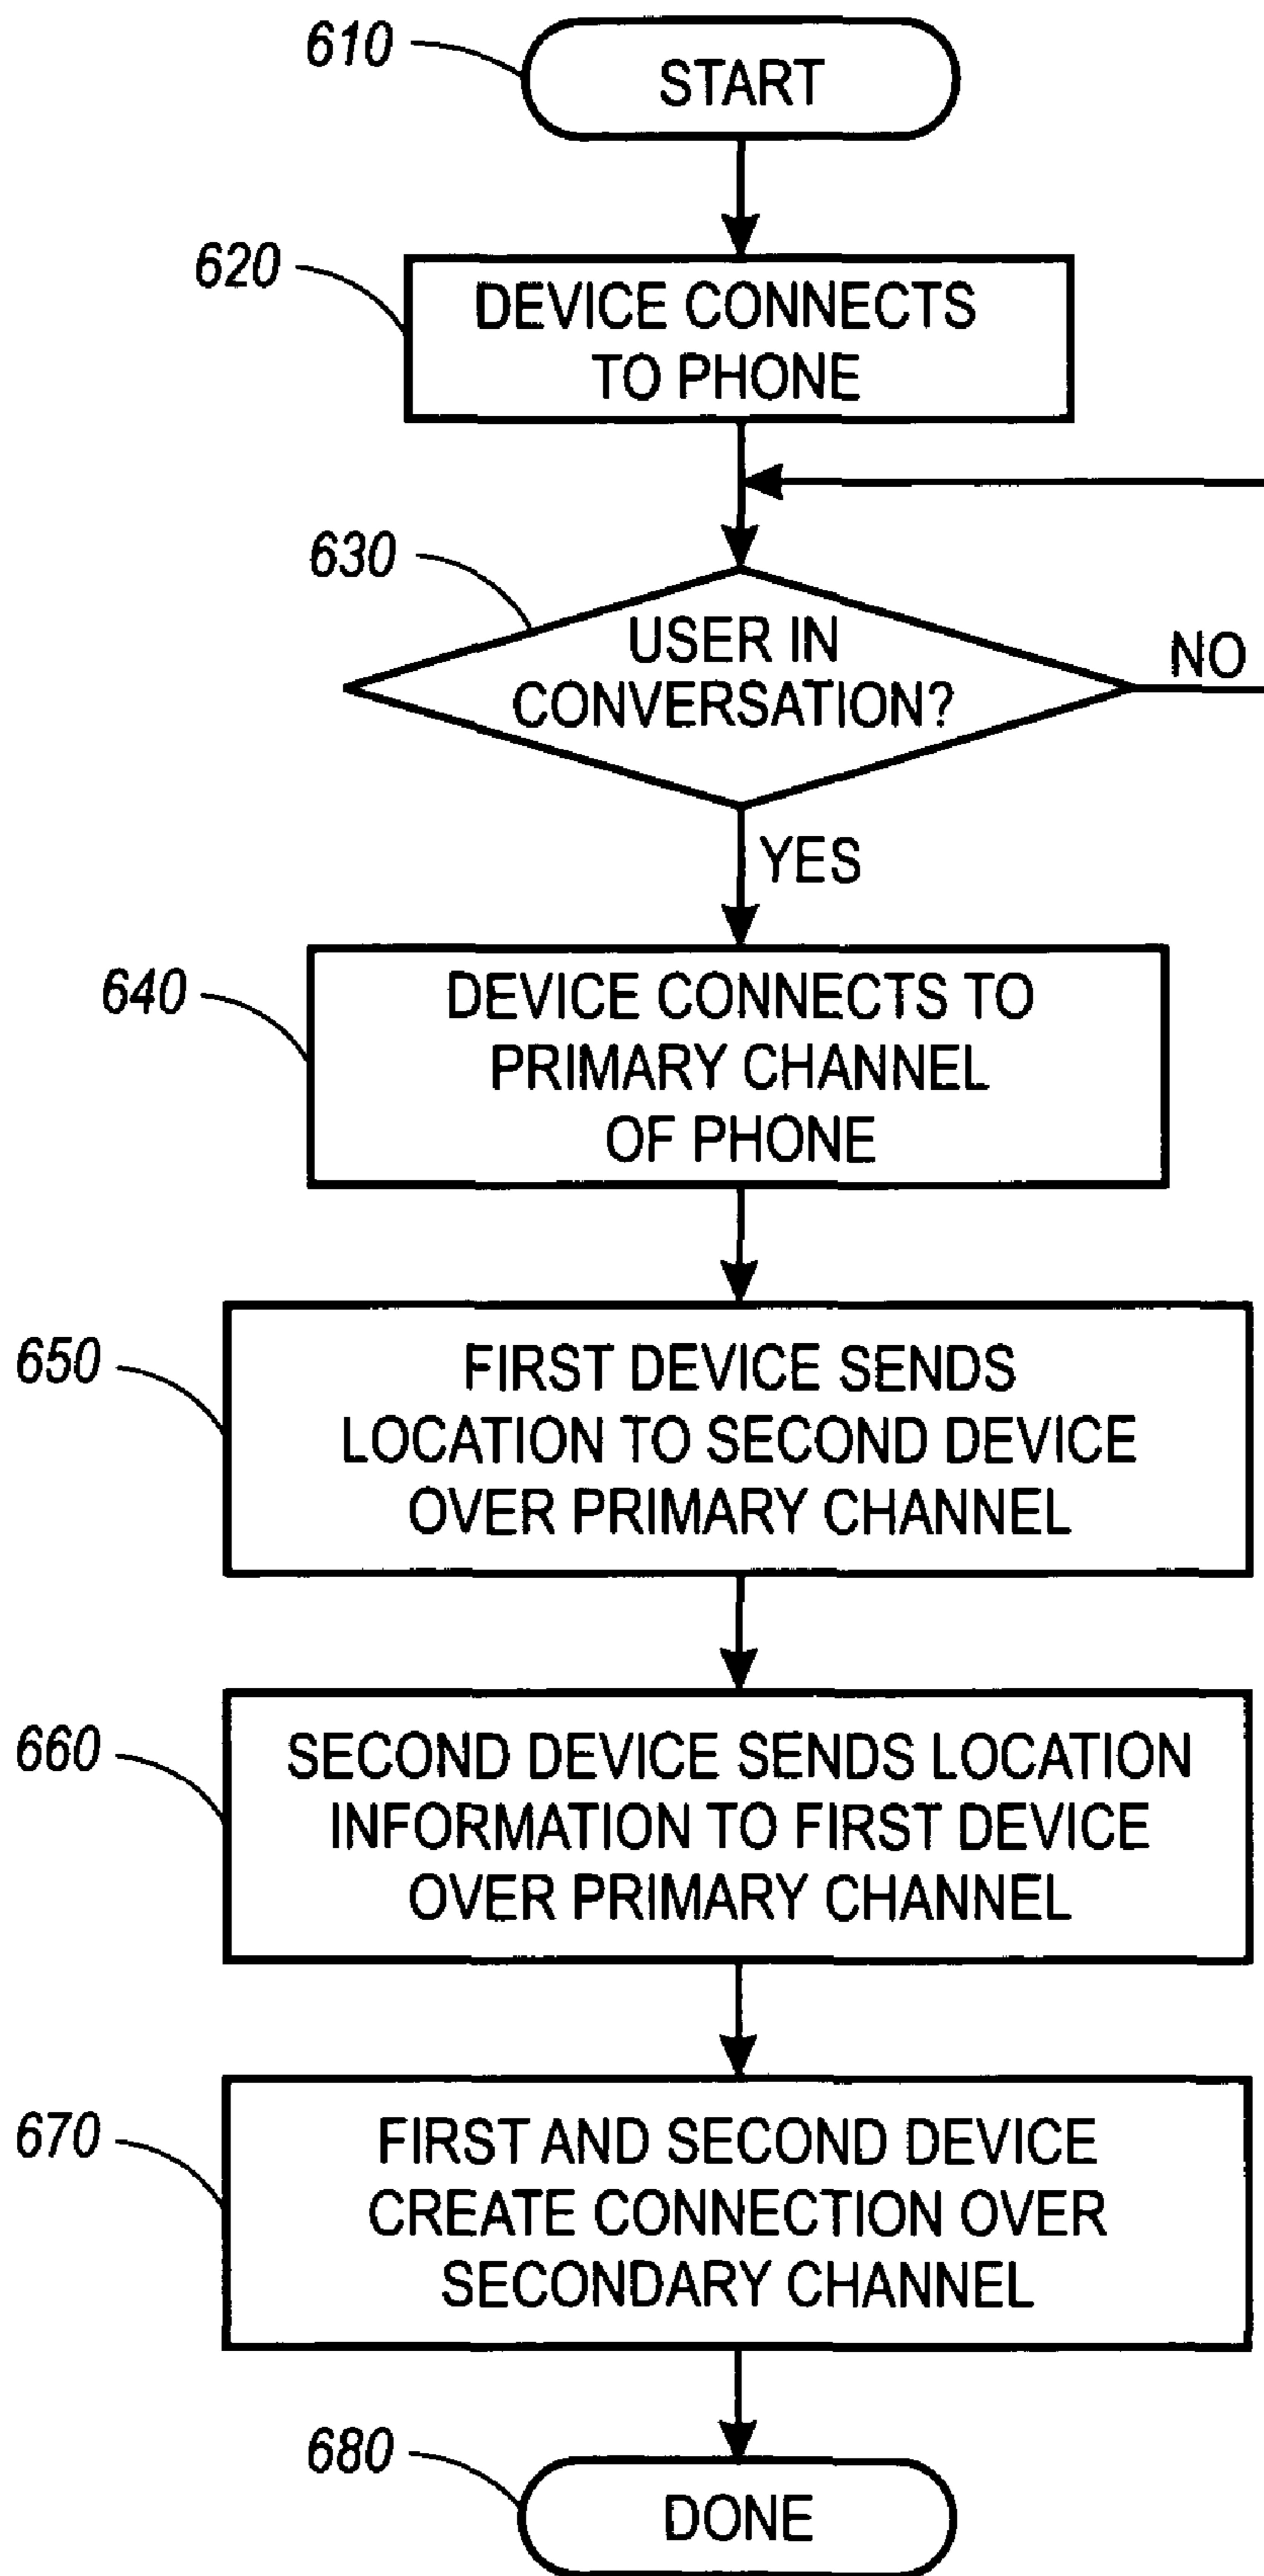 610
START
620
DEVICE CONNECTS
TO PHONE
630
USER IN
CONVERSATION?
NO
YES
640
DEVICE CONNECTS TO
PRIMARY CHANNEL
OF PHONE
650
FIRST DEVICE SENDS
LOCATION TO SECOND DEVICE
OVER PRIMARY CHANNEL
660
SECOND DEVICE SENDS LOCATION
INFORMATION TO FIRST DEVICE
OVER PRIMARY CHANNEL
670
FIRST AND SECOND DEVICE
CREATE CONNECTION OVER
SECONDARY CHANNEL
680
DONE